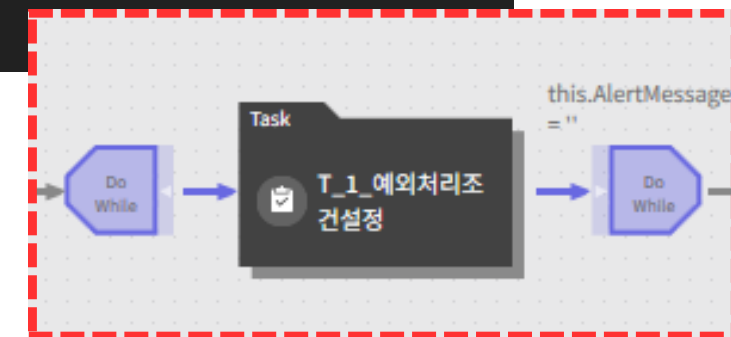 this.AlertMessage
= ''
Task
Do
While
T_1_예외처리조
건설정
Do
While